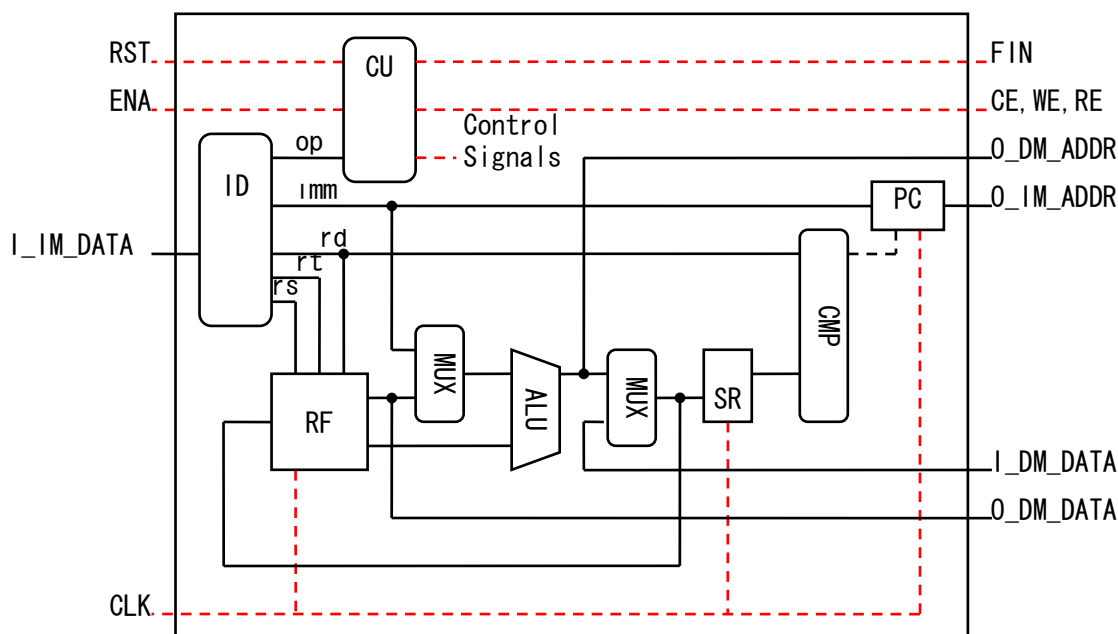 RST
CU
FIN
ENA
CE, WE, RE
Control
Signals
op
O_DM_ADDR
ID
imm
PC
O_IM_ADDR
I_IM_DATA
rd
rt
rs
CMP
MUX
MUX
ALU
SR
RF
I_DM_DATA
O_DM_DATA
CLK